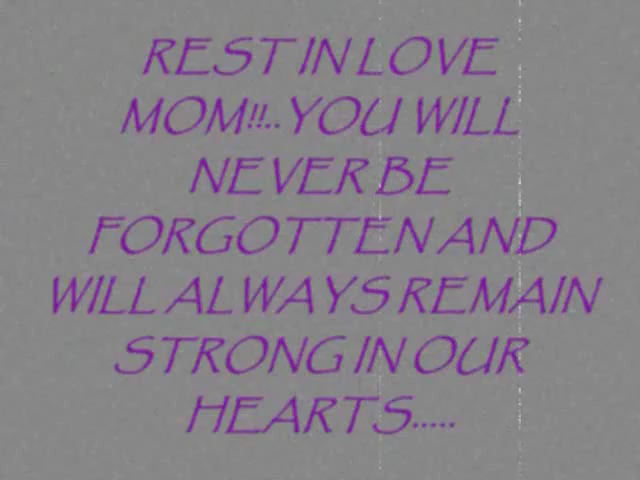 REST IN LOVE
MOM!!..YOU WILL
NEVER BE
FORGOTTEN AND
WILL ALWAYS REMAIN
STRONG IN OUR
HEARTS.....